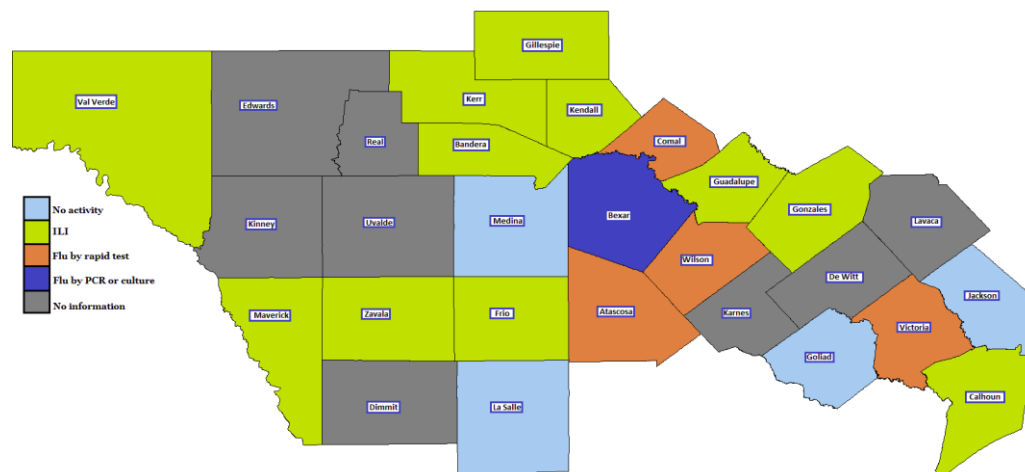 Gillespie
Val Verde
Edwards
Kerr
Kendall
Real
Bandera
Comal
Guadalupe
Gonzales
No activity
ILI
Flu by rapid test
Flu by PCR or culture
No information
Kinney
Uvalde
Medina
Bexar
Lavaca
Wilson
De Witt
Jackson
Maverick
Zavala
Frio
Atascosa
Karnes
Victoria
Goliad
Calhoun
Dimmit
La Salle